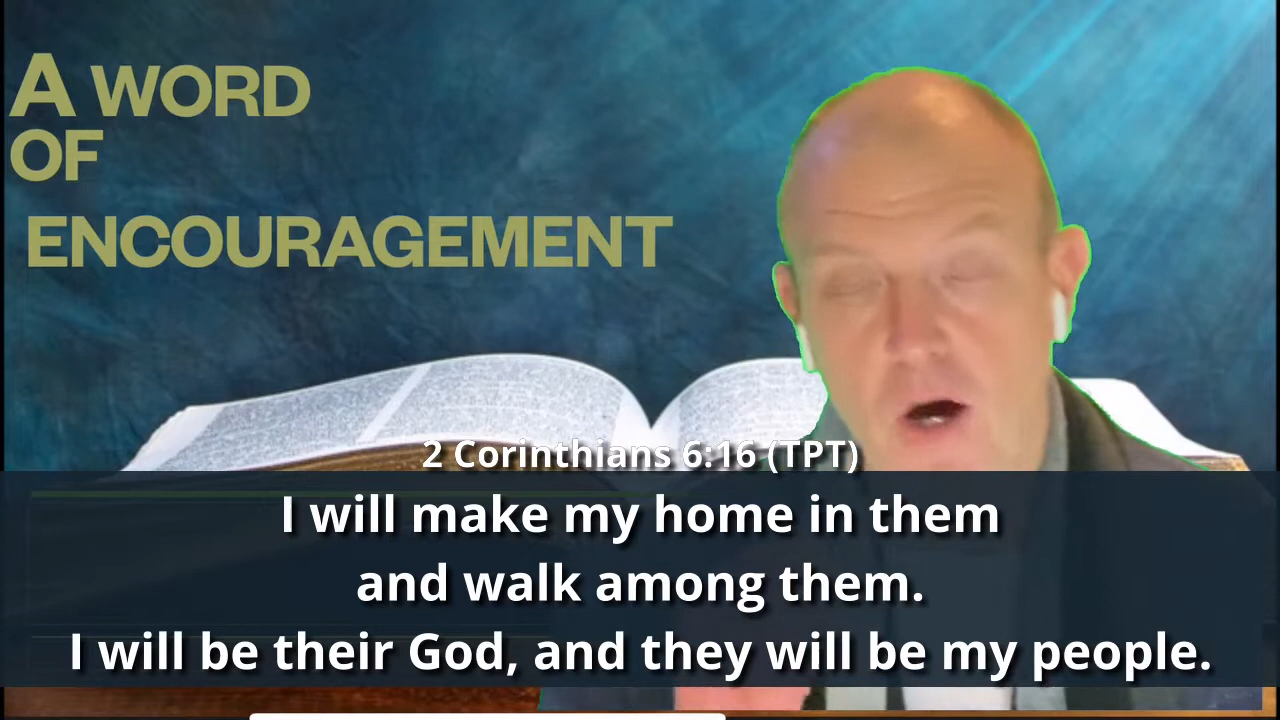 A WORD
OF
ENCOURAGEMENT
2 Corinthians 6:16 (TPT)
I will make my home in them
and walk among them.
I will be their God, and they will be my people.